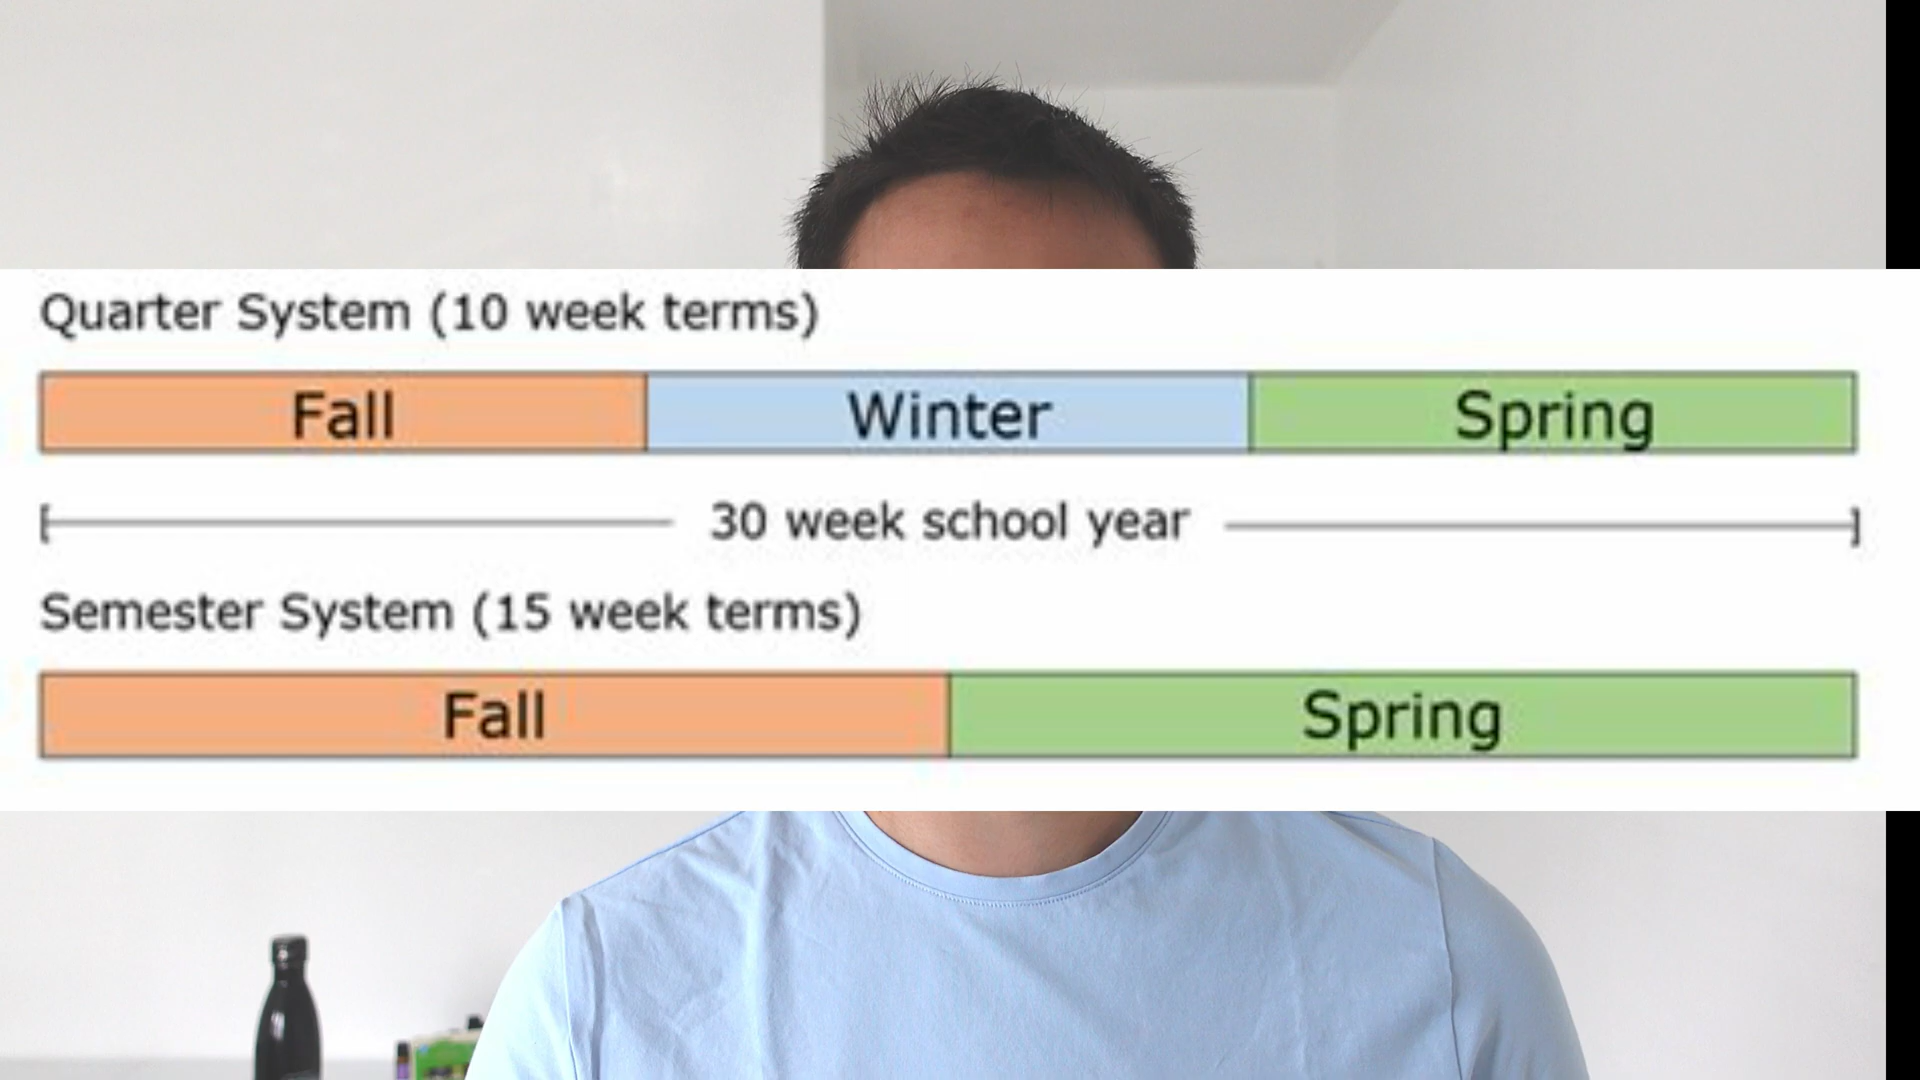 Quarter System (10 week terms)
Fall Winter Spring
30 week school year
Semester System (15 week terms)
Fall Spring